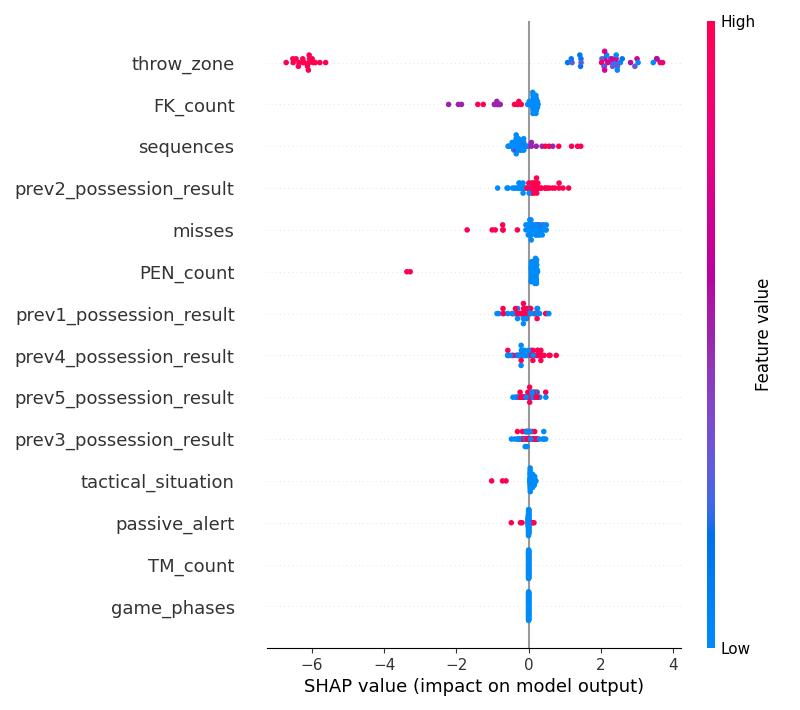 High
throw_zone
FK_count
sequences
prev2_possession_result
misses
PEN_count
prev1_possession_result
prev4_possession_result
prev5_possession_result
prev3_possession_result
tactical_situation
passive_alert
TM_count
game_phases
Low
Feature value
−6 −4 −2 0 2 4
SHAP value (impact on model output)